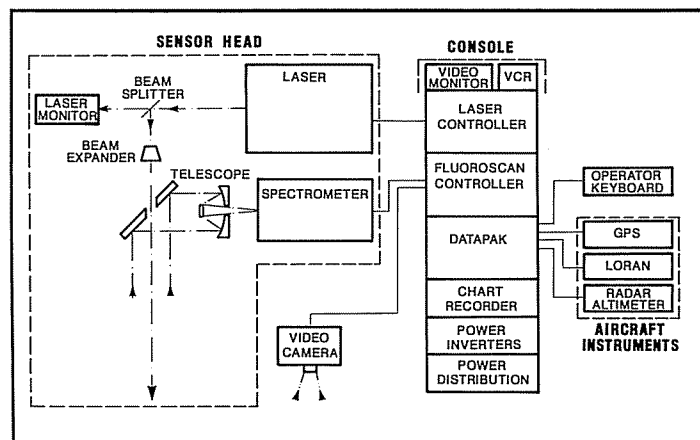 SENSOR HEAD
LASER
BEAM
SPLITTER
LASER
MONITOR
BEAM
EXPANDER
TELESCOPE
SPECTROMETER
VIDEO
CAMERA
CONSOLE
VIDEO
MONITOR
VCR
LASER
CONTROLLER
FLUOROSCAN
CONTROLLER
DATAPAK
CHART
RECORDER
POWER
INVERTERS
POWER
DISTRIBUTION
OPERATOR
KEYBOARD
GPS
LORAN
RADAR
ALTIMETER
AIRCRAFT
INSTRUMENTS